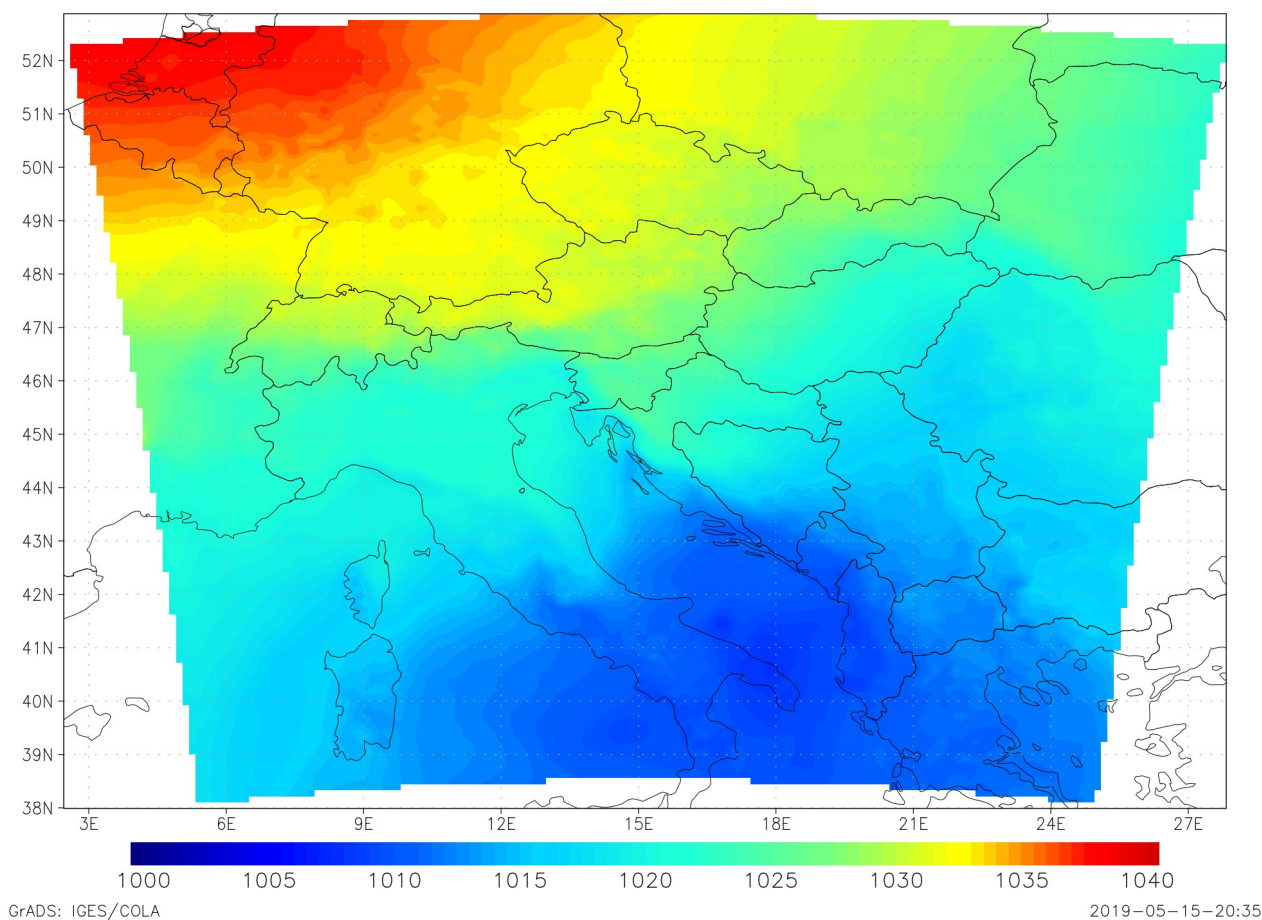 52N
51N
50N
49N
48N
47N
46N
45N
44N
43N
42N
41N
40N
39N
38N
3E 6E 9E 12E 15E 18E 21E 24E 27E
1000 1005 1010 1015 1020 1025 1030 1035 1040
GrADS: IGES/COLA 2019-05-15-20:35